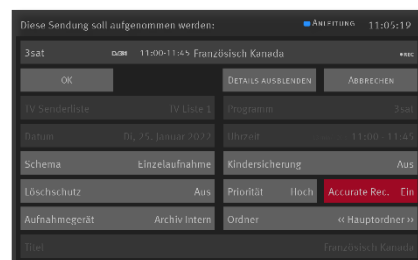 Diese Sendung soll aufgenommen werden: ANLEITUNG 11:05:19
3sat 11:00-11:45 Französisch Kanada REC
OK DETAILS AUSBLENDEN ABBRECHEN
TV Senderliste TV Liste 1 Programm 3sat
Datum Di, 25. Januar 2022 Uhrzeit 11:00 - 11:45
Schema Einzelaufnahme Kindersicherung Aus
Löschschutz Aus Priorität Hoch Accurate Rec. Ein
Aufnahmegerät Archiv Intern Ordner « Hauptordner »
Titel Französisch Kanada